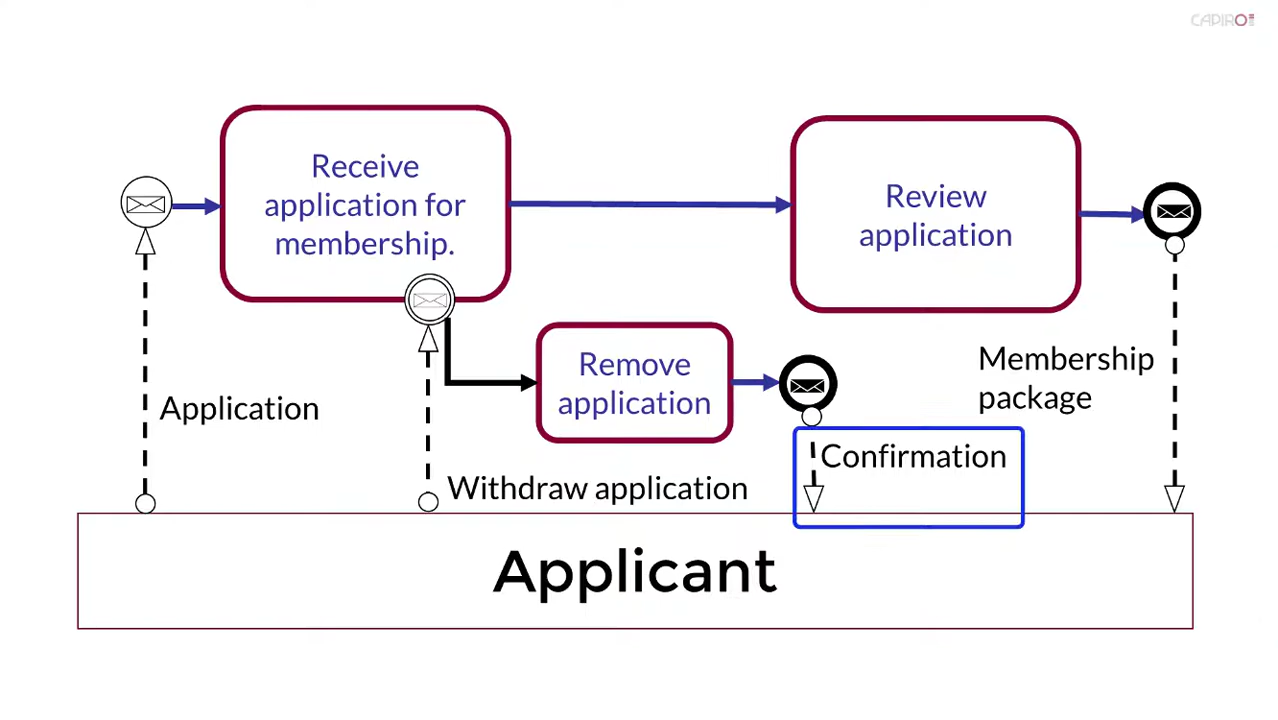 CAPIRO
Receive
application for
membership.
Review
application
Remove
application
Membership
package
Application
Confirmation
Withdraw application
Applicant